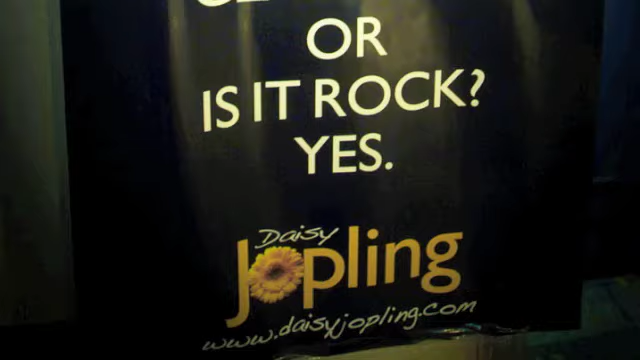 OR
IS IT ROCK?
YES.
Daisy
Jopling
www.daisyjopling.com